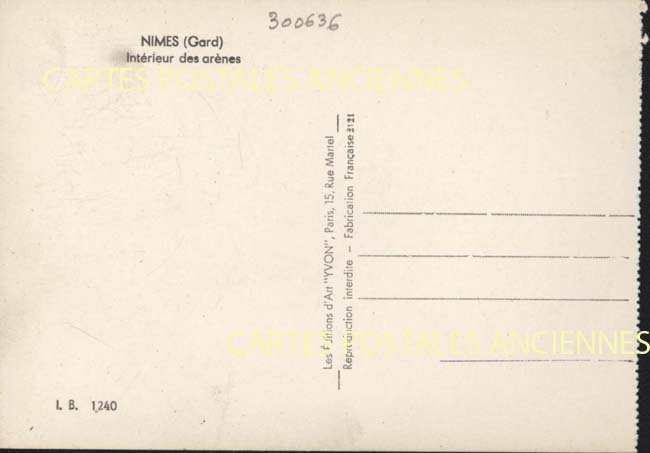 300636
NIMES (Gard)
Intérieur des arènes
CARTES POSTALES ANCIENNES
Les Éditions d'Art "YVON", Paris, 15, Rue Martel
Reproduction interdite — Fabrication Française 2121
CARTES POSTALES ANCIENNES
I. B. 1240